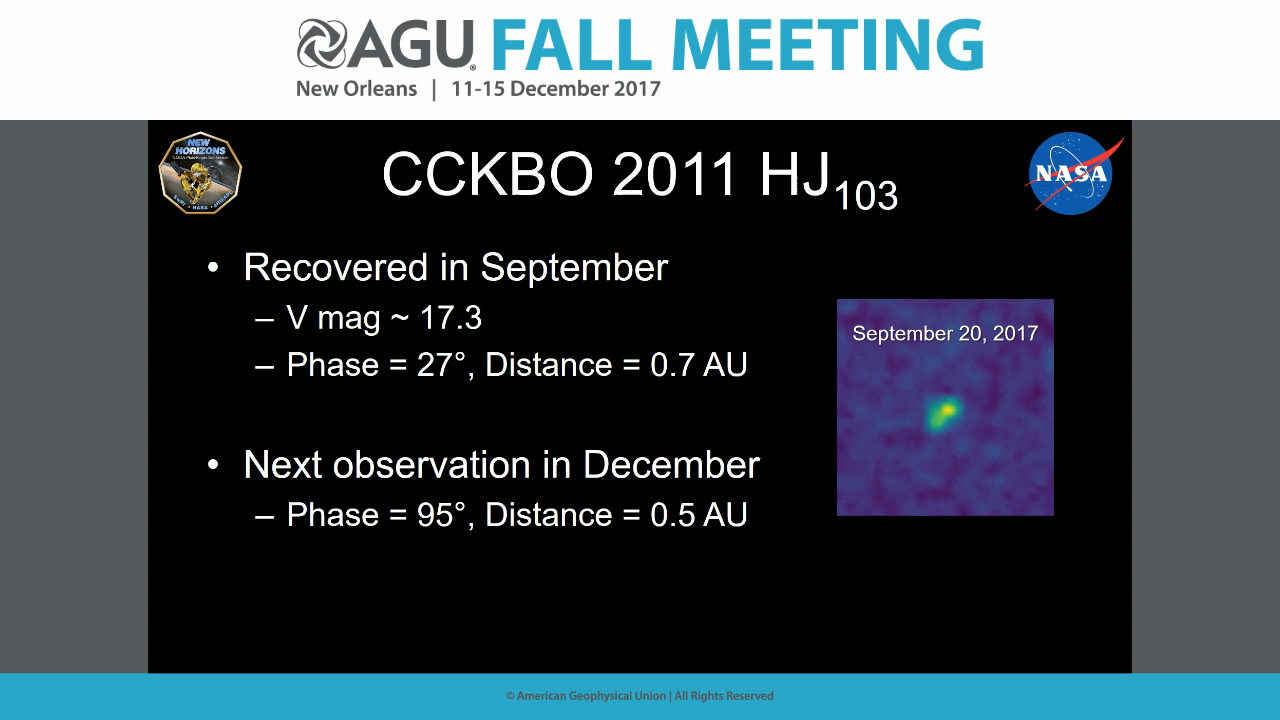 AGU FALL MEETING
New Orleans | 11-15 December 2017
NEW HORIZONS
NASA
CCKBO 2011 HJ103
• Recovered in September
– V mag ~ 17.3
– Phase = 27°, Distance = 0.7 AU
September 20, 2017
• Next observation in December
– Phase = 95°, Distance = 0.5 AU
© American Geophysical Union | All Rights Reserved